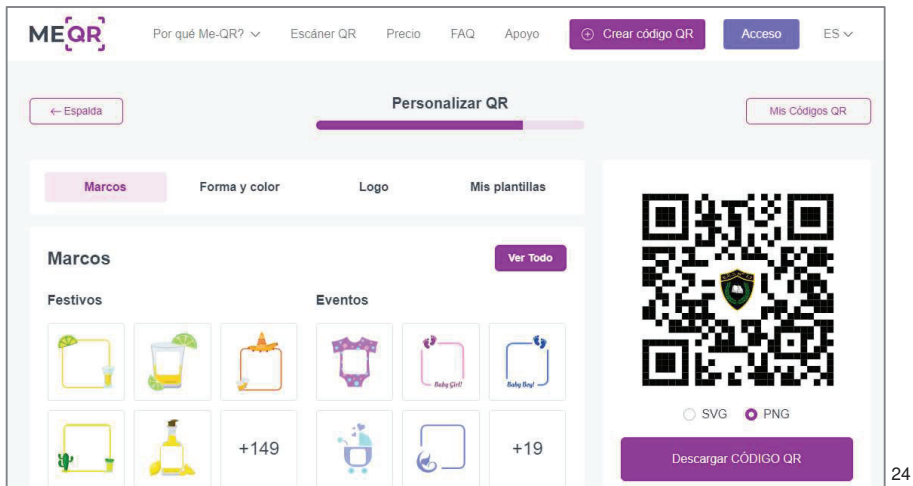 MEQR Por qué Me-QR? Escáner QR Precio FAQ Apoyo Crear código QR Acceso ES
← Espalda Personalizar QR Mis Códigos QR
Marcos Forma y color Logo Mis plantillas
Marcos Ver Todo
Festivos Eventos
Baby Girl! Baby Boy!
+149 +19
SVG PNG
Descargar CÓDIGO QR
24